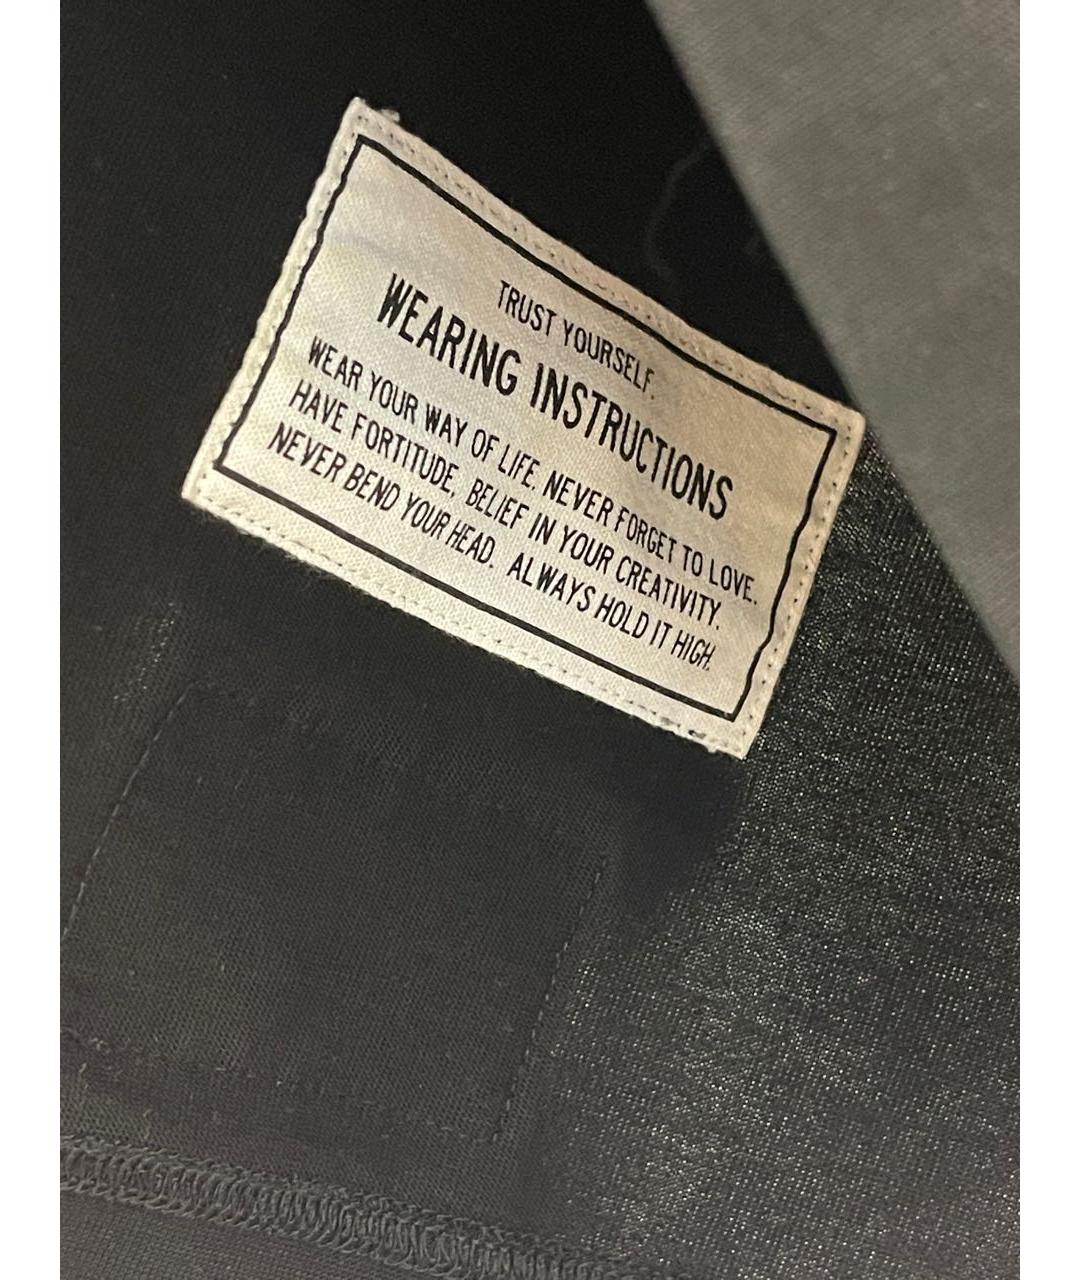 TRUST YOURSELF.
WEARING INSTRUCTIONS
WEAR YOUR WAY OF LIFE. NEVER FORGET TO LOVE.
HAVE FORTITUDE, BELIEF IN YOUR CREATIVITY.
NEVER BEND YOUR HEAD. ALWAYS HOLD IT HIGH.